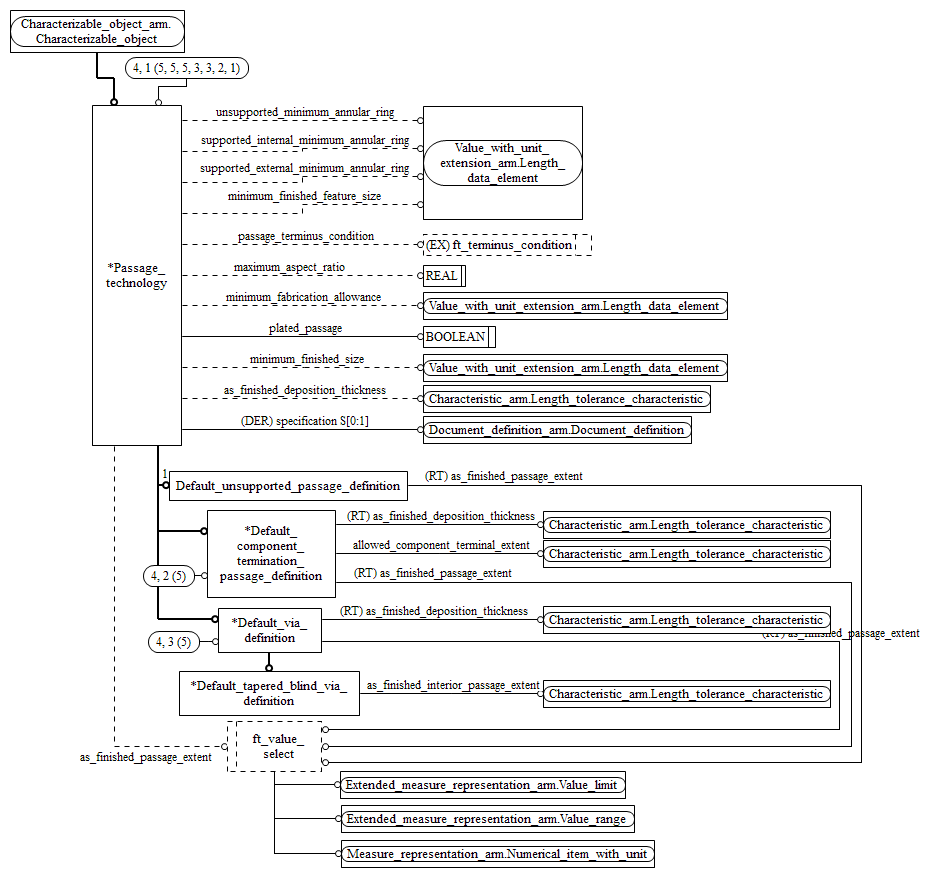 Characterizable_object_arm.
Characterizable_object
4, 1 (5, 5, 5, 3, 3, 2, 1)
unsupported_minimum_annular_ring
supported_internal_minimum_annular_ring
supported_external_minimum_annular_ring
minimum_finished_feature_size
Value_with_unit_
extension_arm.Length_
data_element
*Passage_
technology
passage_terminus_condition
(EX) ft_terminus_condition
maximum_aspect_ratio
REAL
minimum_fabrication_allowance
Value_with_unit_extension_arm.Length_data_element
plated_passage
BOOLEAN
minimum_finished_size
Value_with_unit_extension_arm.Length_data_element
as_finished_deposition_thickness
Characteristic_arm.Length_tolerance_characteristic
(DER) specification S[0:1]
Document_definition_arm.Document_definition
1
Default_unsupported_passage_definition
(RT) as_finished_passage_extent
*Default_
component_
termination_
passage_definition
(RT) as_finished_deposition_thickness
Characteristic_arm.Length_tolerance_characteristic
allowed_component_terminal_extent
Characteristic_arm.Length_tolerance_characteristic
(RT) as_finished_passage_extent
4, 2 (5)
*Default_via_
definition
(RT) as_finished_deposition_thickness
Characteristic_arm.Length_tolerance_characteristic
(RT) as_finished_passage_extent
4, 3 (5)
*Default_tapered_blind_via_
definition
as_finished_interior_passage_extent
Characteristic_arm.Length_tolerance_characteristic
ft_value_
select
as_finished_passage_extent
Extended_measure_representation_arm.Value_limit
Extended_measure_representation_arm.Value_range
Measure_representation_arm.Numerical_item_with_unit